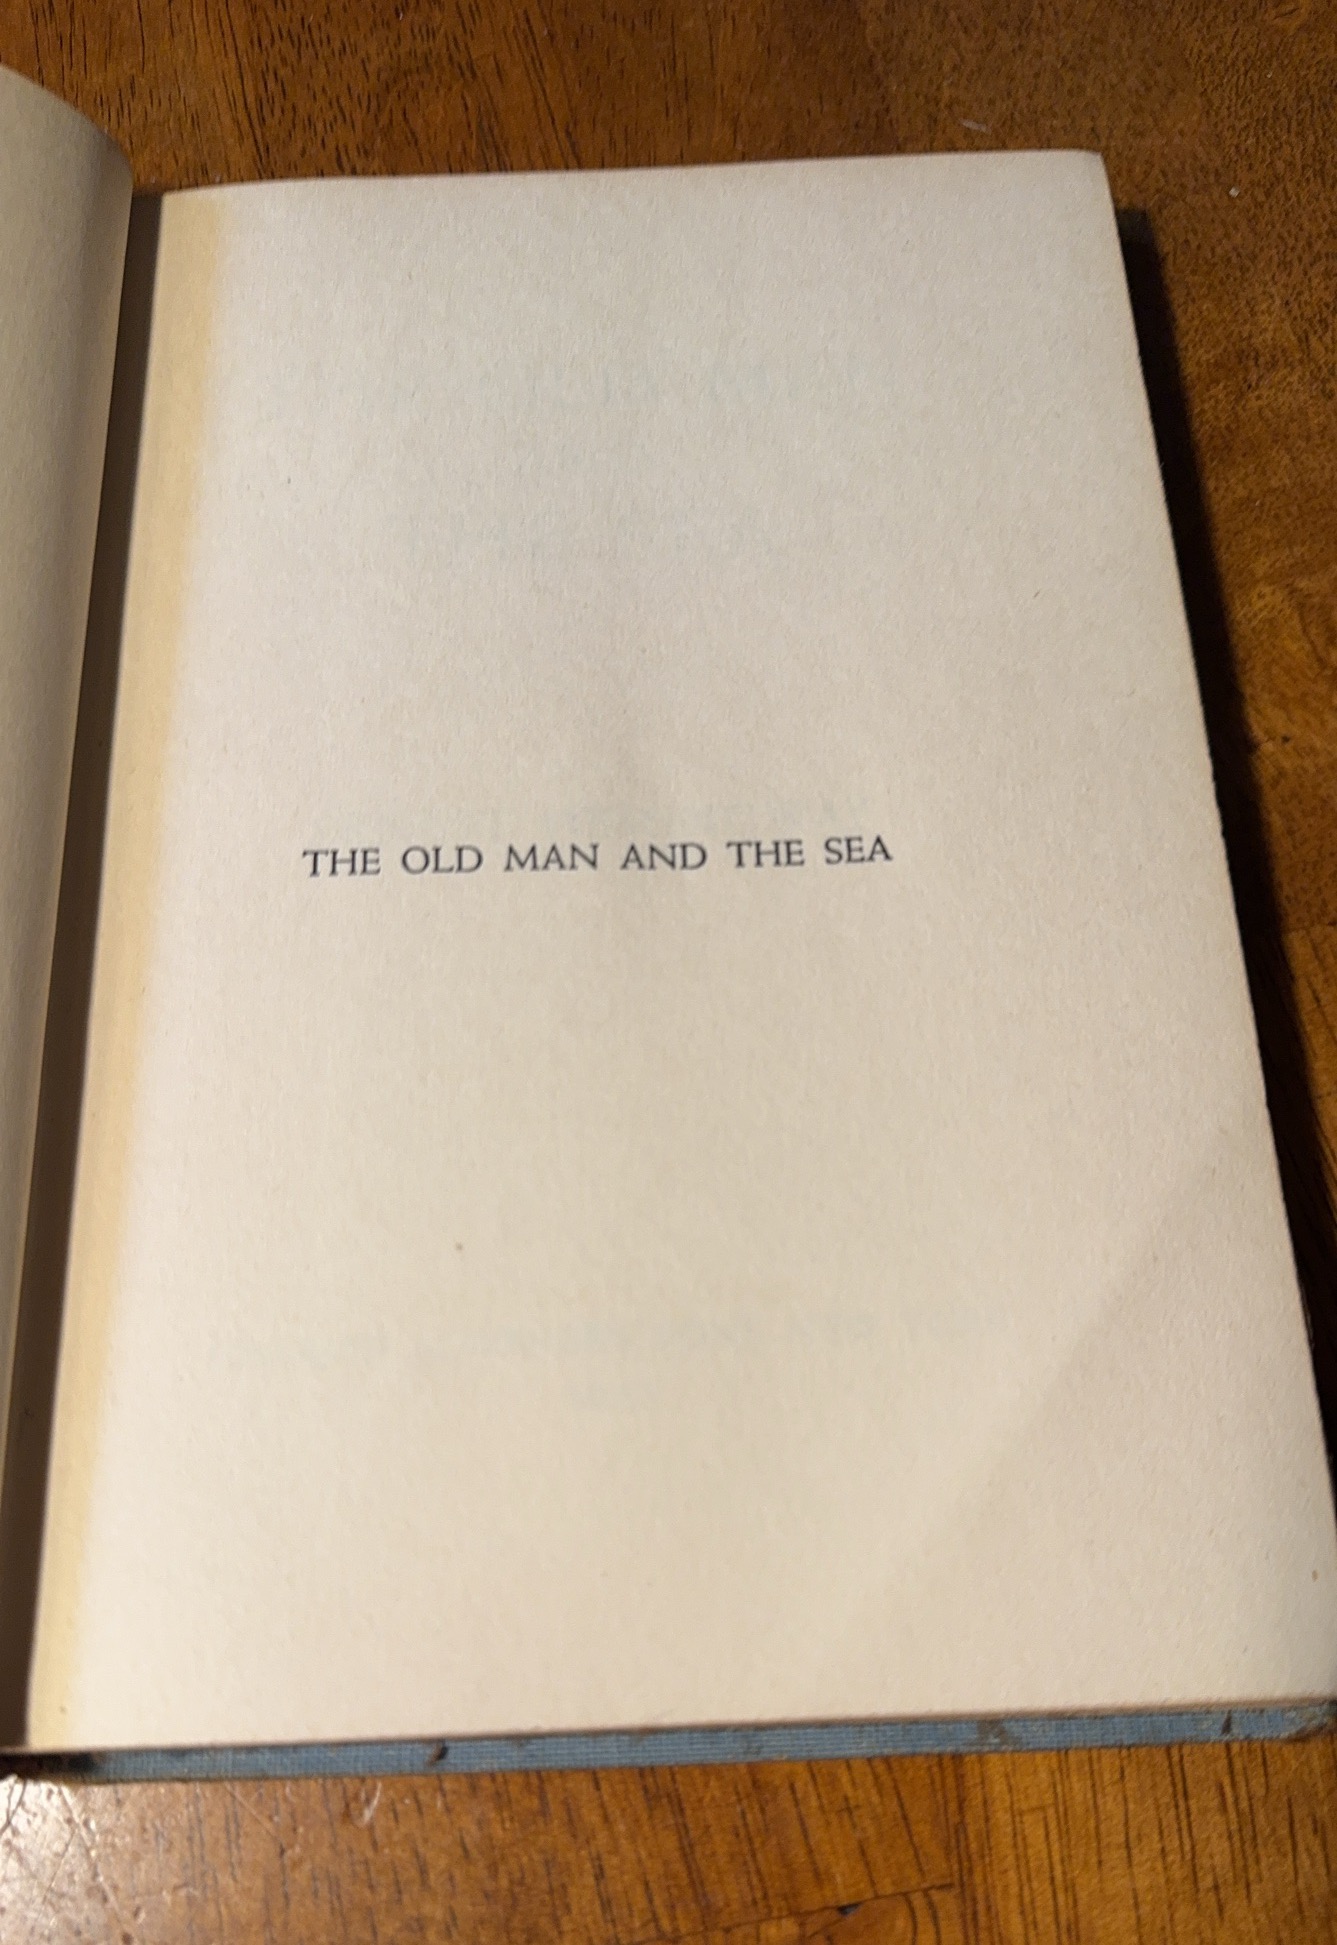 THE OLD MAN AND THE SEA